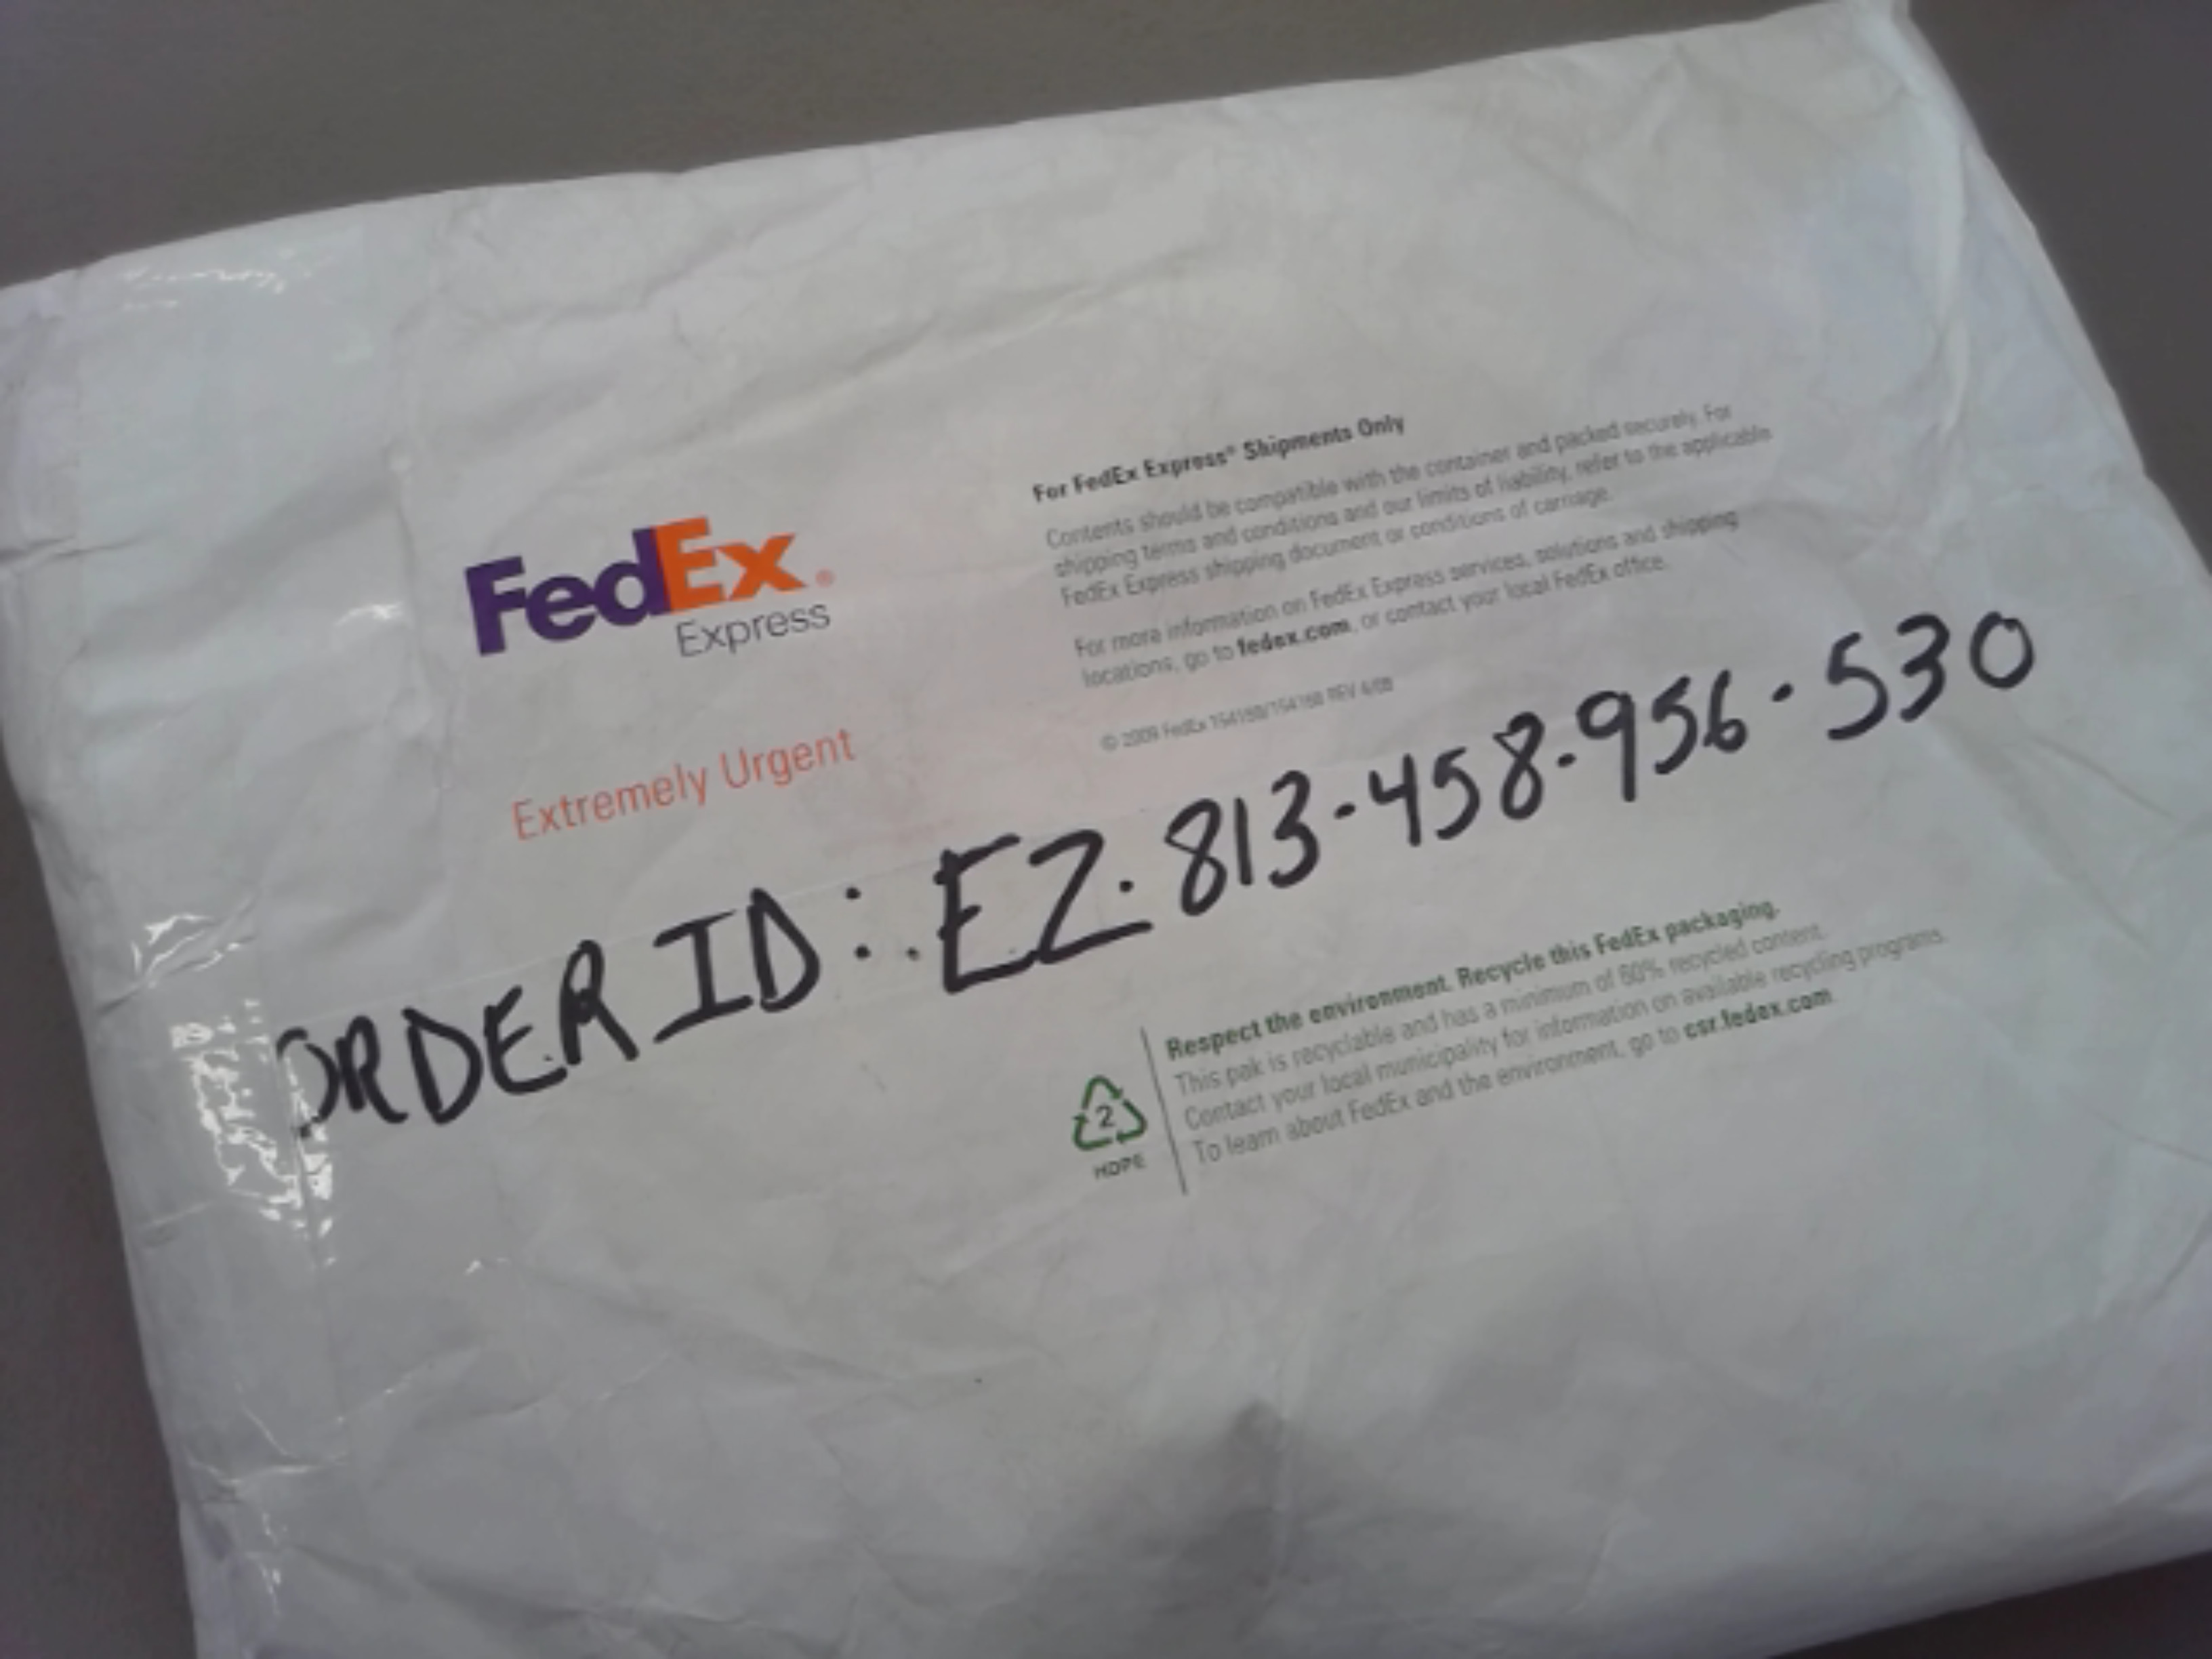 FedEx®
Express
Extremely Urgent
For FedEx Express® Shipments Only
Contents should be compatible with the container and packed securely. For
shipping terms and conditions and our limits of liability, refer to the applicable
FedEx Express shipping document or conditions of carriage.
For more information on FedEx Express services, solutions and shipping
locations, go to fedex.com, or contact your local FedEx office.
© 2009 FedEx REV
ORDER ID: EZ·813-458-956-530
Respect the environment. Recycle this FedEx packaging.
This pak is recyclable and has a minimum of 60% recycled content.
Contact your local municipality for information on available recycling programs.
To learn about FedEx and the environment, go to csr.fedex.com
2
HDPE